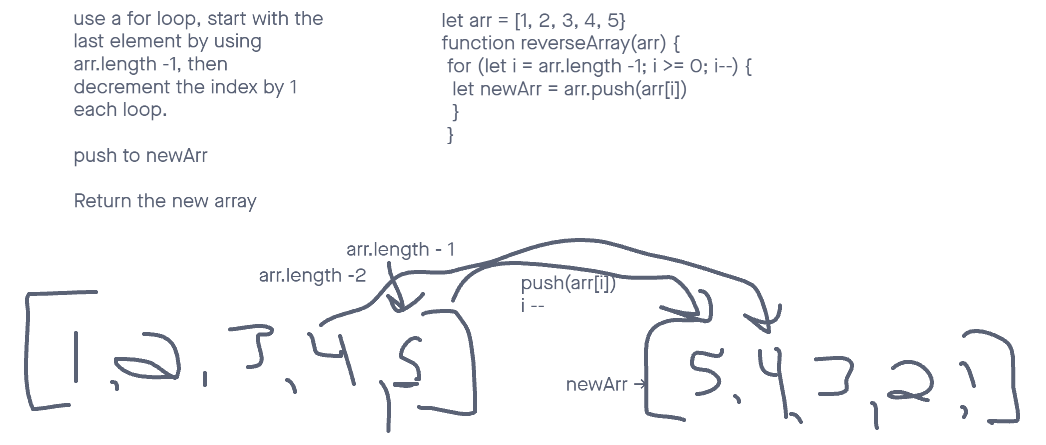 use a for loop, start with the
last element by using
arr.length -1, then
decrement the index by 1
each loop.
push to newArr
Return the new array
let arr = [1, 2, 3, 4, 5}
function reverseArray(arr) {
for (let i = arr.length -1; i >= 0; i--) {
let newArr = arr.push(arr[i])
}
}
arr.length - 1
arr.length -2
push(arr[i])
i --
[1, 2, 3, 4, 5]
newArr
[5, 4, 3, 2, 1]